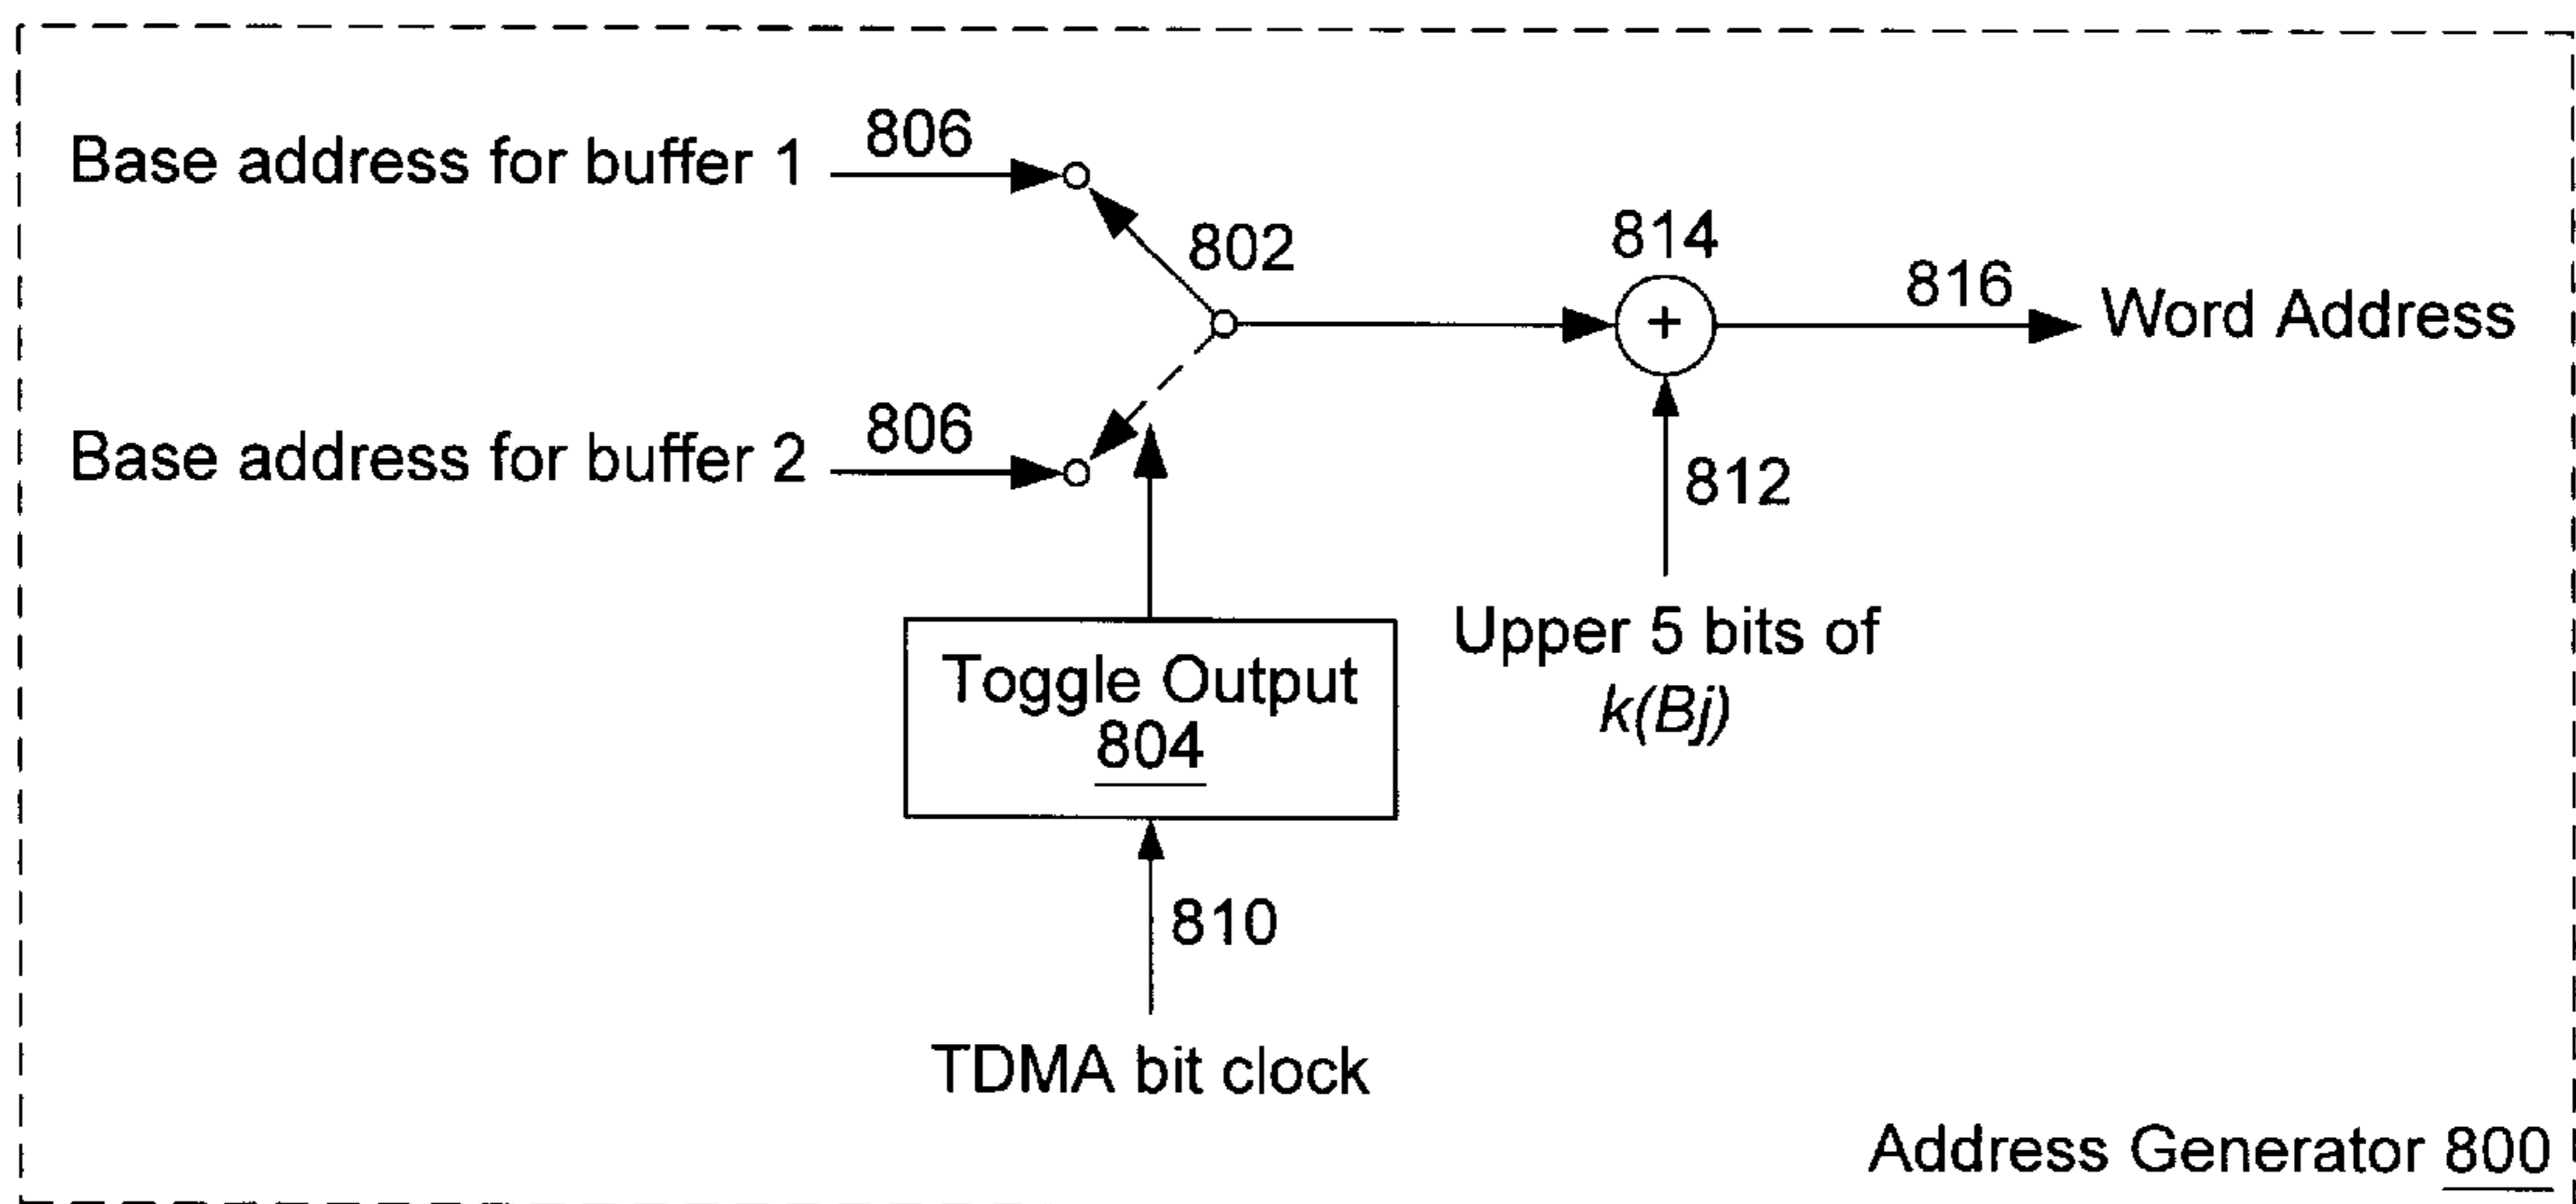 Base address for buffer 1
806
802
814
+
816
Word Address
Base address for buffer 2
806
812
Upper 5 bits of
k(Bj)
Toggle Output
804
810
TDMA bit clock
Address Generator 800